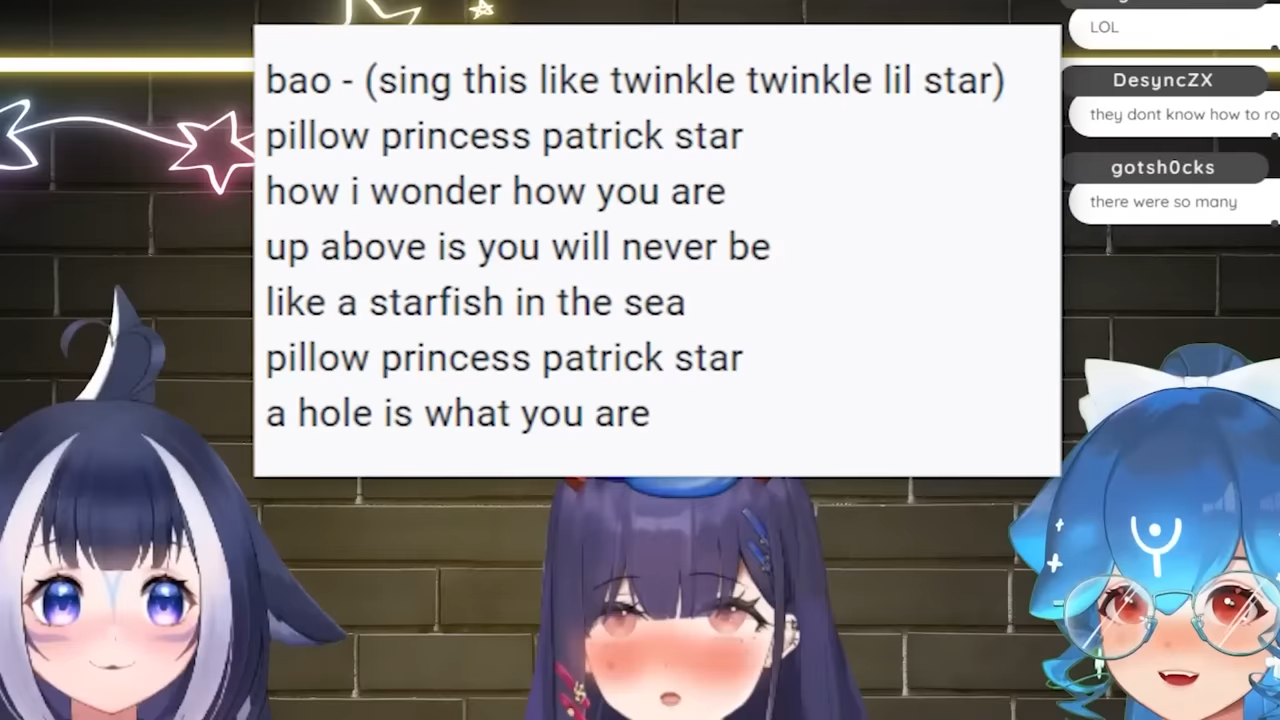 bao - (sing this like twinkle twinkle lil star)
pillow princess patrick star
how i wonder how you are
up above is you will never be
like a starfish in the sea
pillow princess patrick star
a hole is what you are
LOL
DesyncZX
they dont know how to ro
gotsh0cks
there were so many